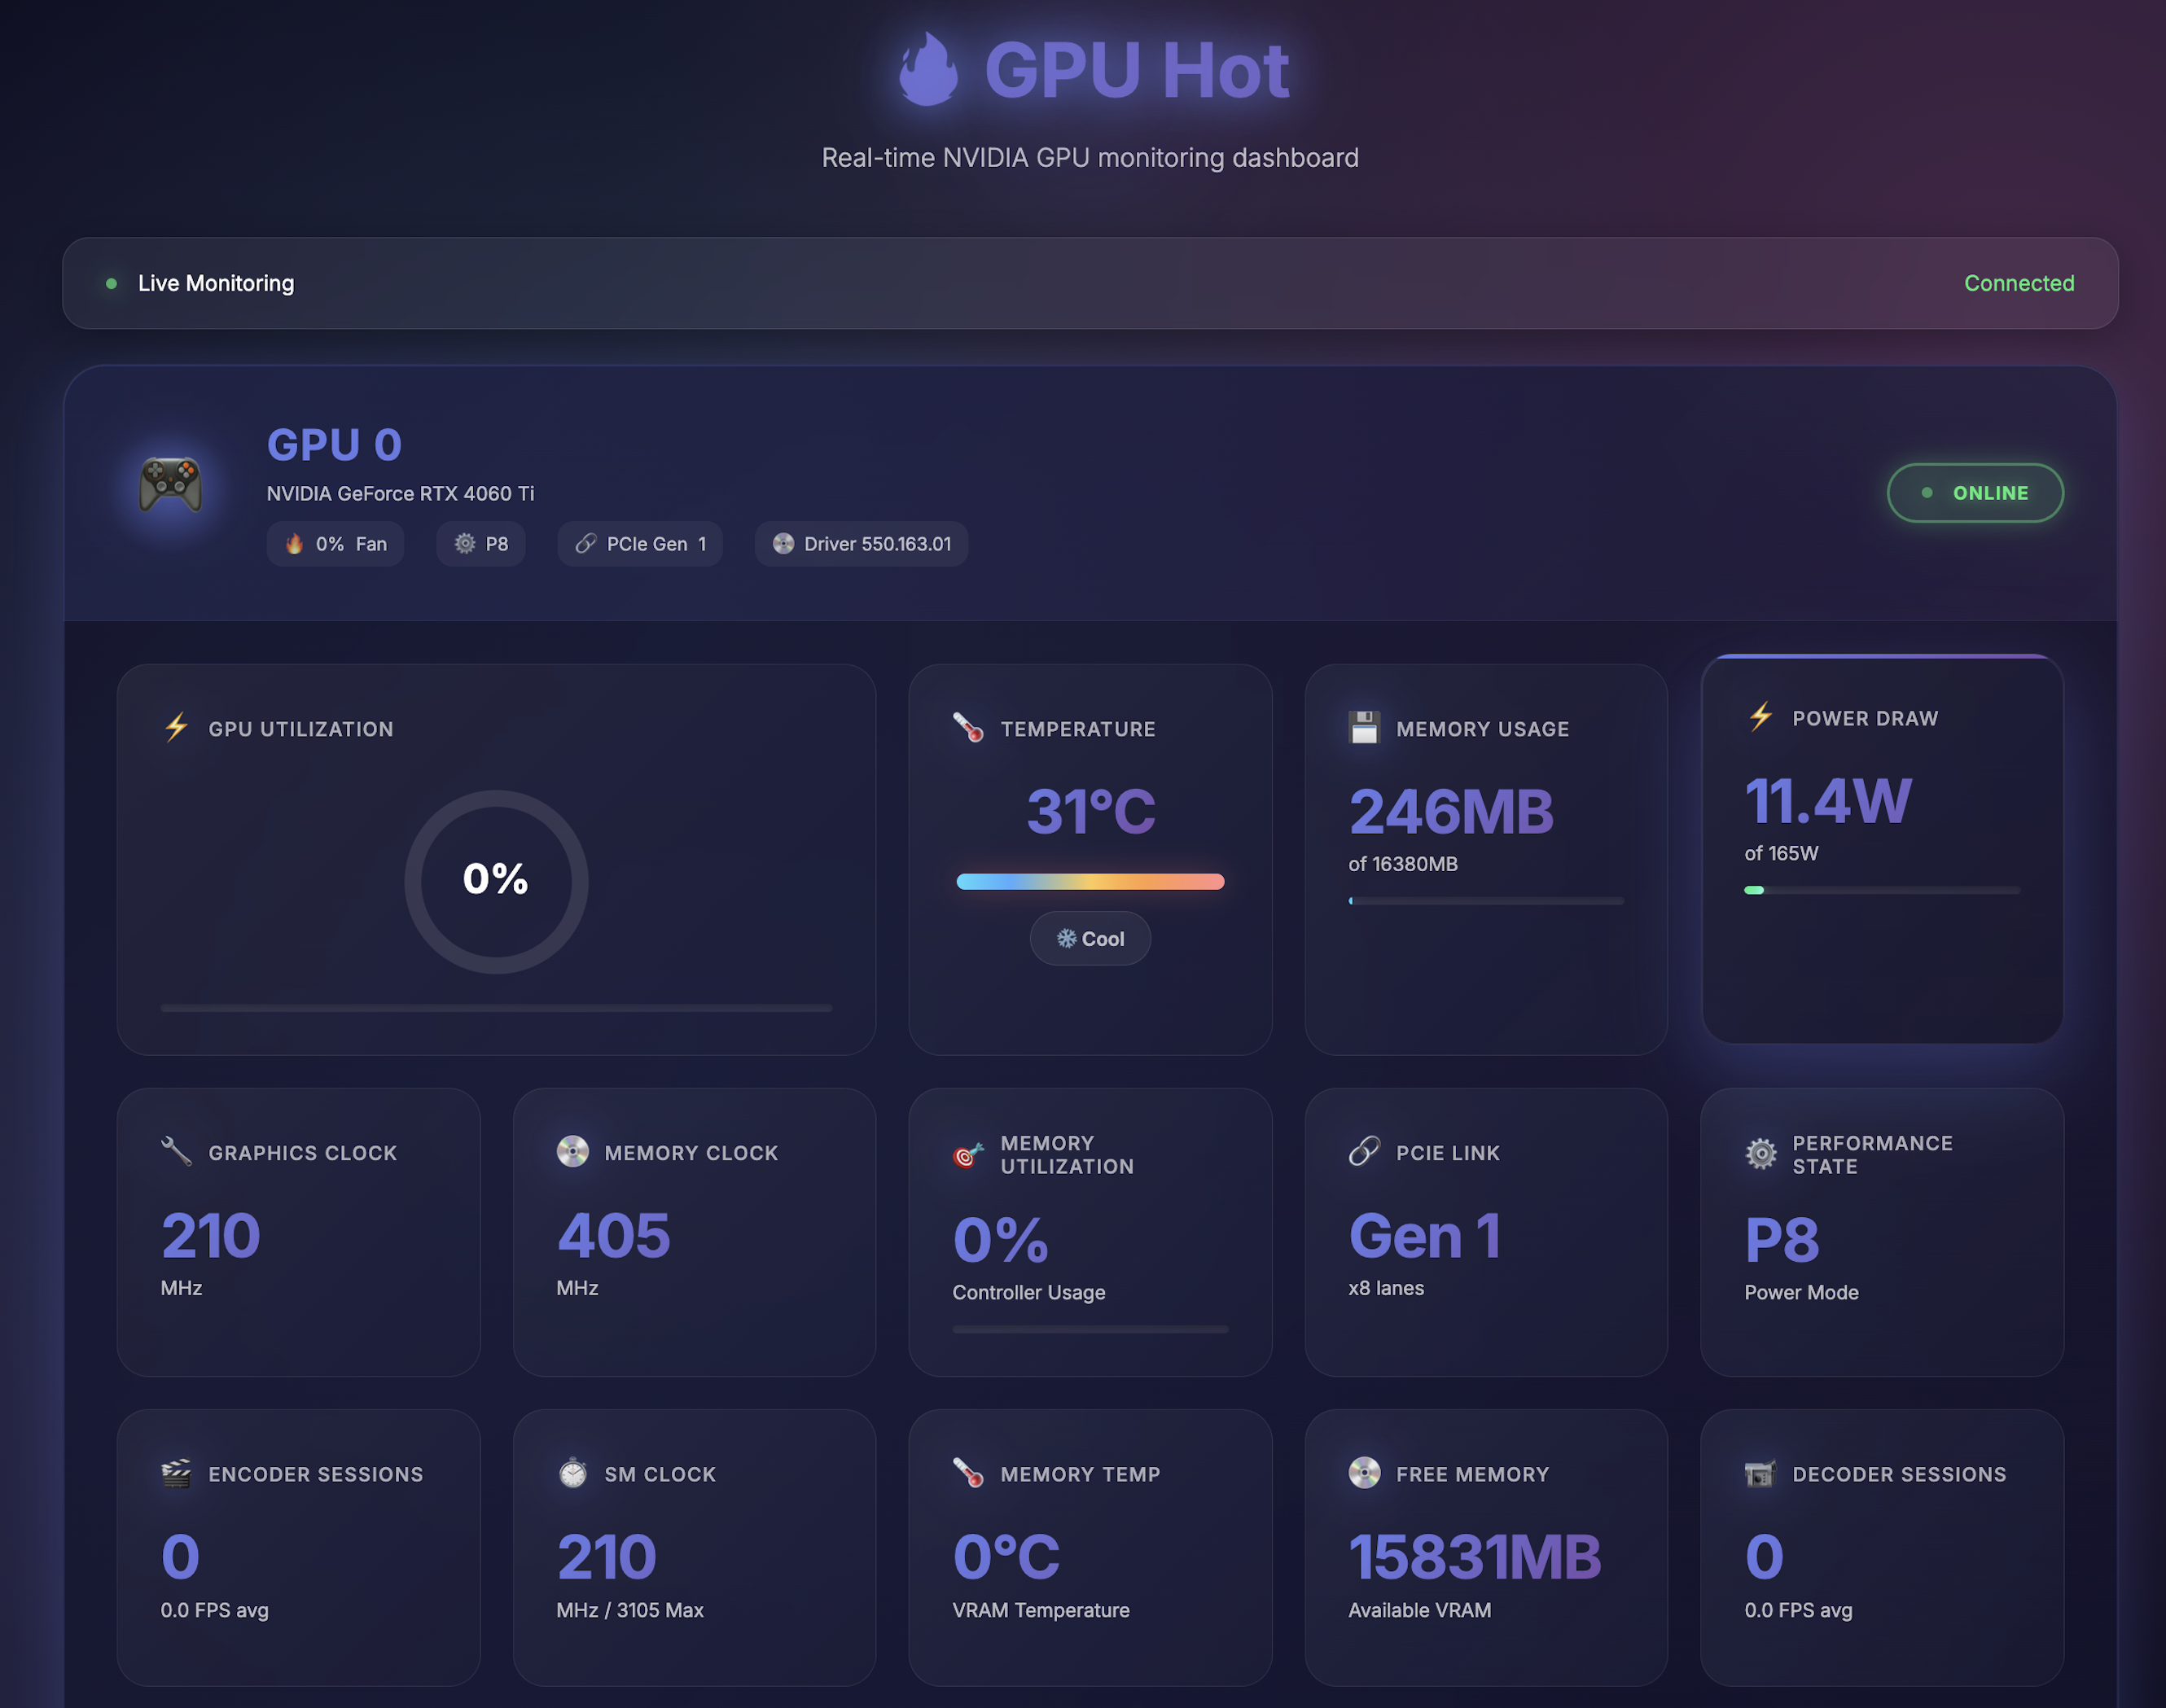 GPU Hot
Real-time NVIDIA GPU monitoring dashboard
Live Monitoring
Connected
GPU 0
NVIDIA GeForce RTX 4060 Ti
0% Fan
P8
PCIe Gen 1
Driver 550.163.01
ONLINE
GPU UTILIZATION
0%
TEMPERATURE
31°C
Cool
MEMORY USAGE
246MB
of 16380MB
POWER DRAW
11.4W
of 165W
GRAPHICS CLOCK
210
MHz
MEMORY CLOCK
405
MHz
MEMORY
UTILIZATION
0%
Controller Usage
PCIE LINK
Gen 1
x8 lanes
PERFORMANCE
STATE
P8
Power Mode
ENCODER SESSIONS
0
0.0 FPS avg
SM CLOCK
210
MHz / 3105 Max
MEMORY TEMP
0°C
VRAM Temperature
FREE MEMORY
15831MB
Available VRAM
DECODER SESSIONS
0
0.0 FPS avg